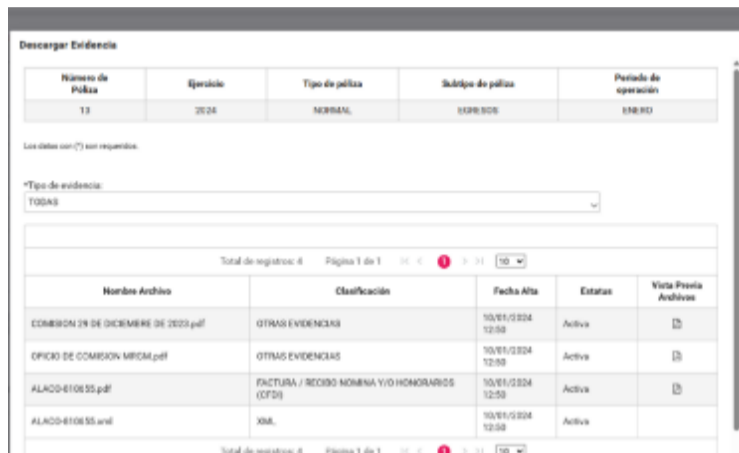 Descargar Evidencia
Número de Póliza Ejercicio Tipo de póliza Subtipo de póliza Periodo de operación
13 2024 NORMAL EGRESOS ENERO
Los datos con (*) son requeridos.
*Tipo de evidencia:
TODAS
Total de registros: 4 Página 1 de 1 1 10
Nombre Archivo Clasificación Fecha Alta Estatus Vista Previa Archivos
COMISION 29 DE DICIEMBRE DE 2023.pdf OTRAS EVIDENCIAS 10/01/2024 12:50 Activa
OFICIO DE COMISION MRGM.pdf OTRAS EVIDENCIAS 10/01/2024 12:50 Activa
ALACO-610655.pdf FACTURA / RECIBO NOMINA Y/O HONORARIOS (CFDI) 10/01/2024 12:50 Activa
ALACO-610655.xml XML 10/01/2024 12:50 Activa
Total de registros: 4 Página 1 de 1 1 10